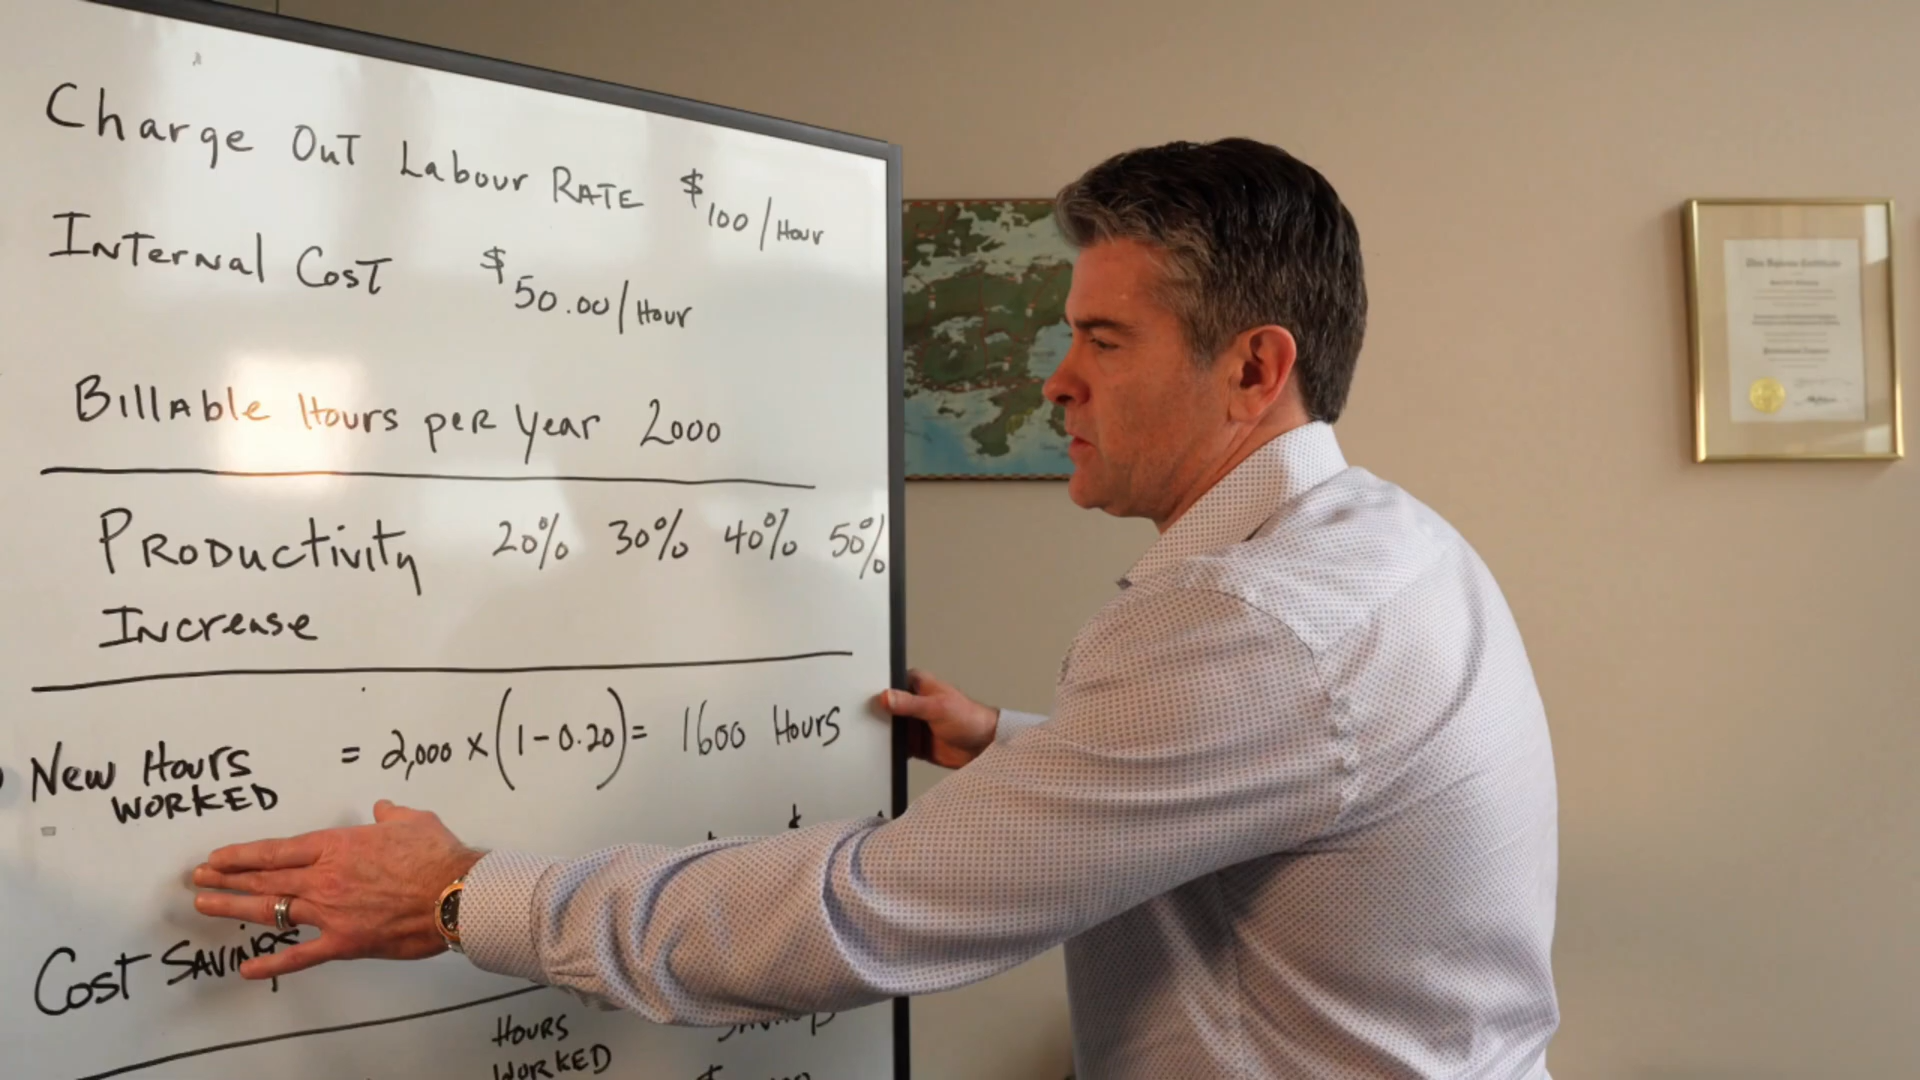 Charge Out Labour Rate $100/Hour
Internal Cost $50.00/Hour
Billable Hours per Year 2000
Productivity 20% 30% 40% 50%
Increase
New Hours = 2,000 x (1-0.20) = 1600 Hours
WORKED
Cost Savings
Hours
WORKED